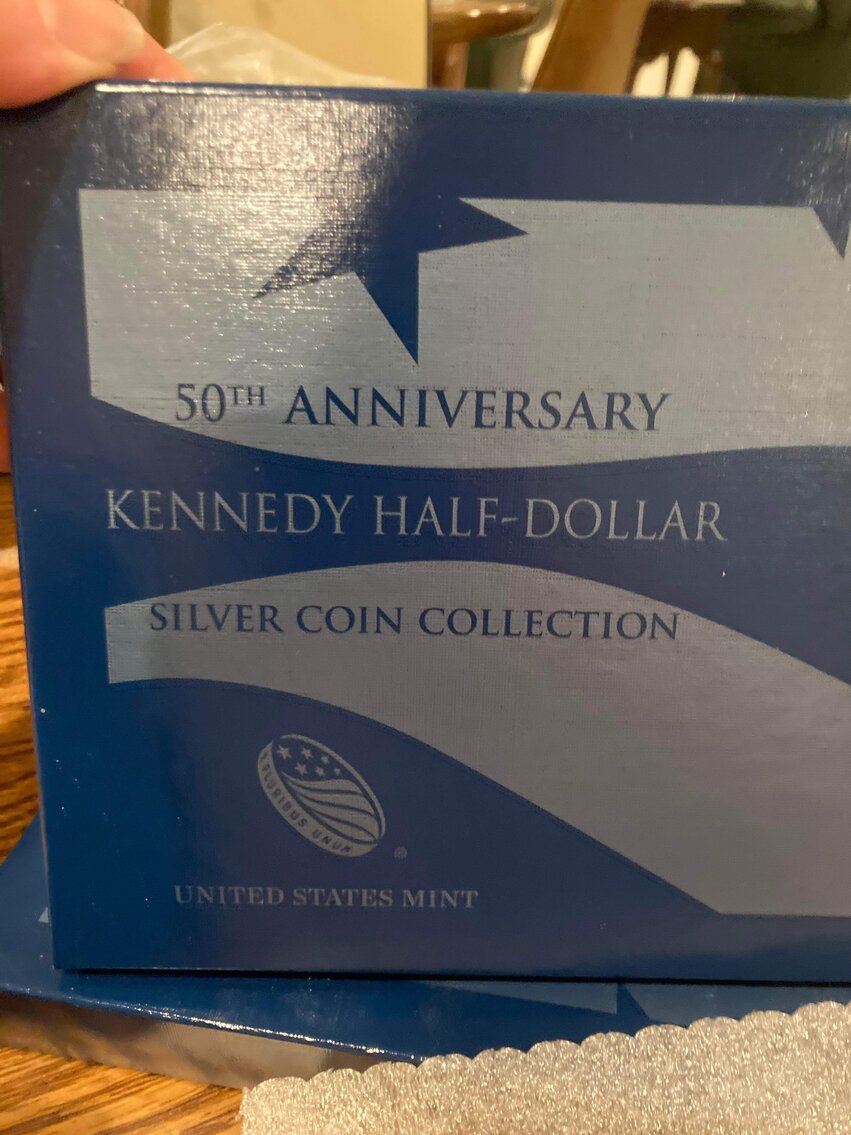 50TH ANNIVERSARY
KENNEDY HALF-DOLLAR
SILVER COIN COLLECTION
E PLURIBUS UNUM
®
UNITED STATES MINT